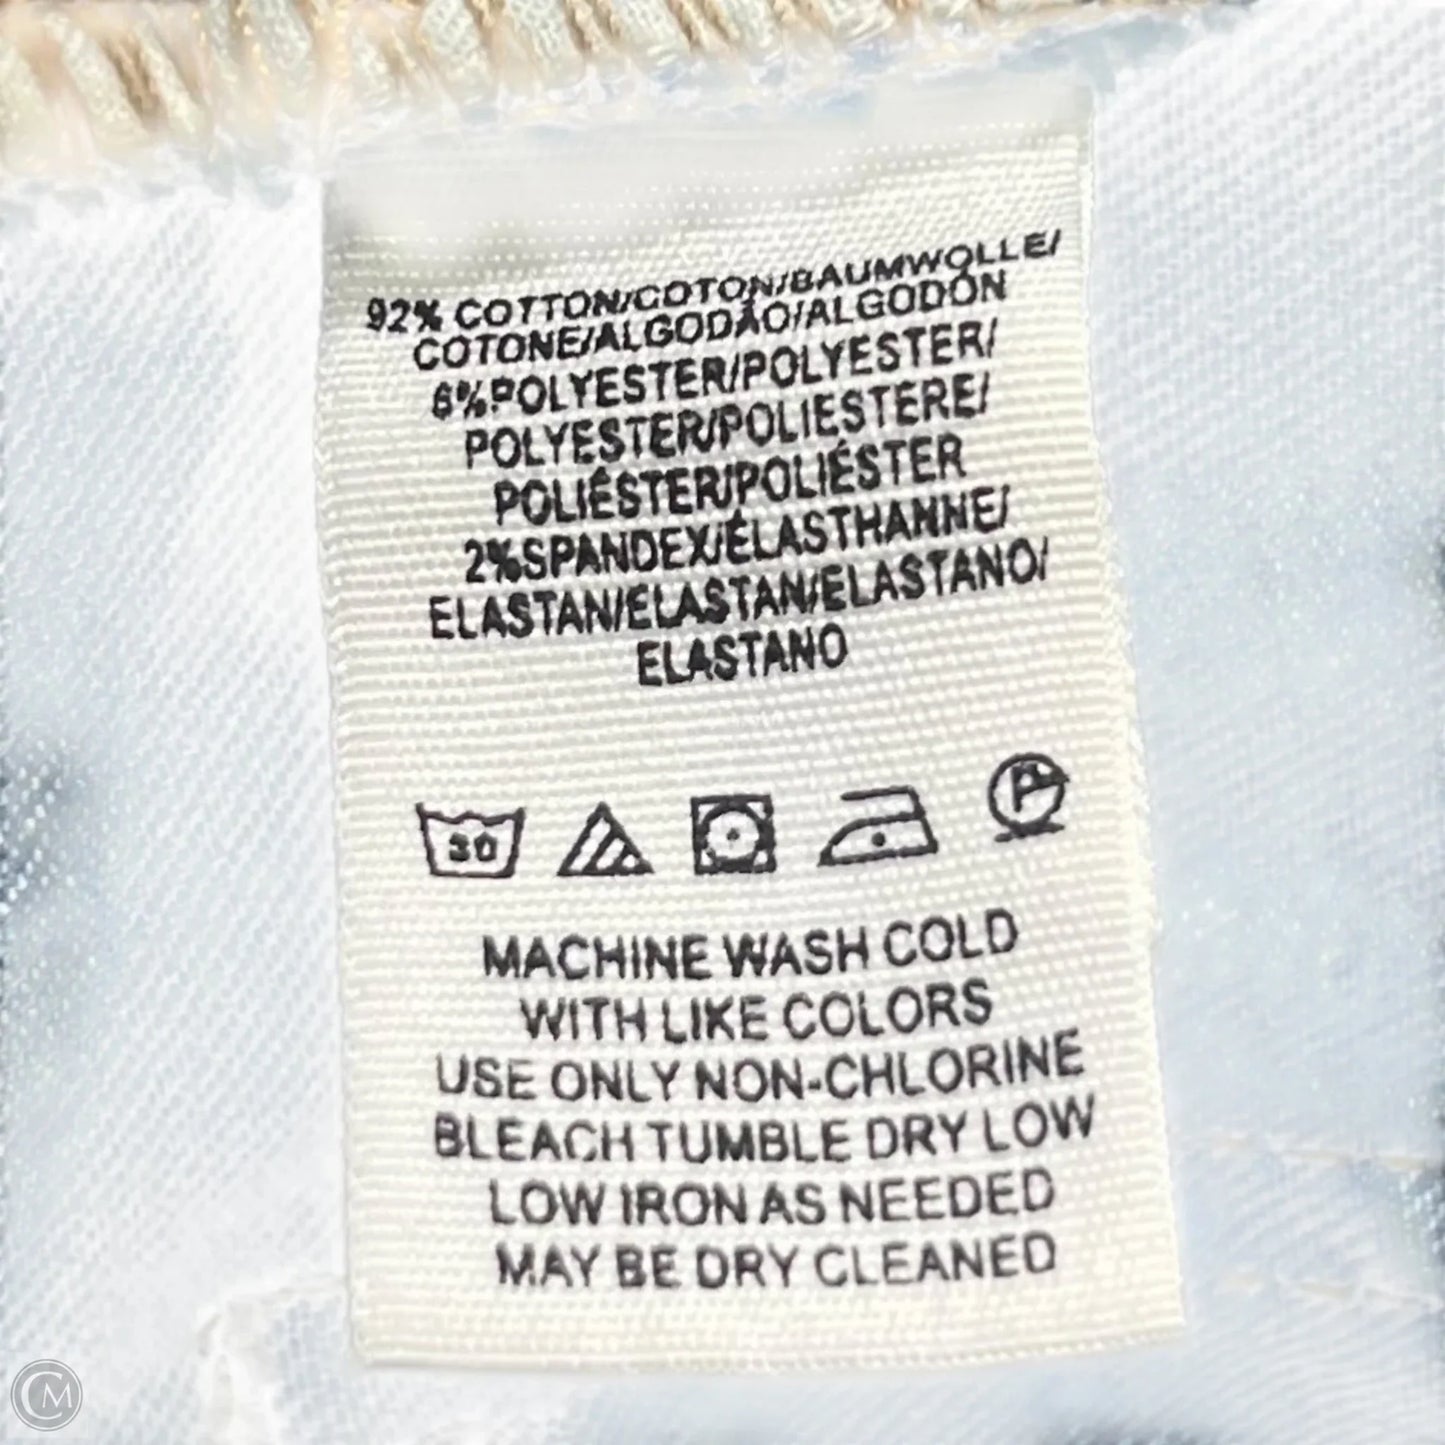 92% COTTON/COTON/BAUMWOLLE/
COTONE/ALGODÃO/ALGODÓN
6%POLYESTER/POLYESTER/
POLYESTER/POLIESTERE/
POLIÉSTER/POLIÉSTER
2%SPANDEX/ÉLASTHANNE/
ELASTAN/ELASTAN/ELASTANO/
ELASTANO
30
P
MACHINE WASH COLD
WITH LIKE COLORS
USE ONLY NON-CHLORINE
BLEACH TUMBLE DRY LOW
LOW IRON AS NEEDED
MAY BE DRY CLEANED
CM